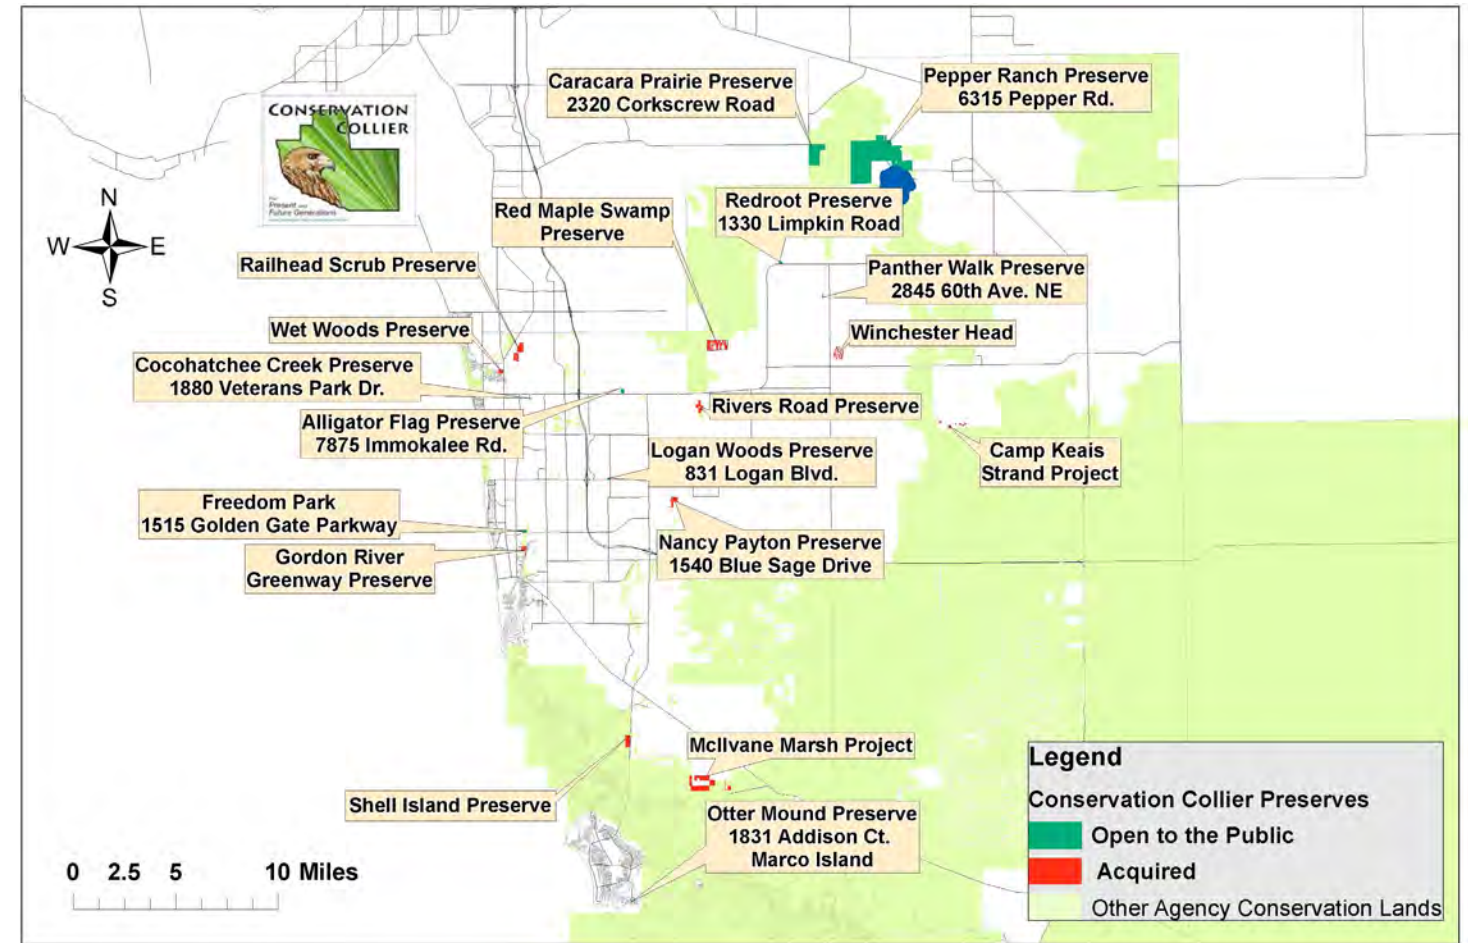 Caracara Prairie Preserve
2320 Corkscrew Road
Pepper Ranch Preserve
6315 Pepper Rd.
CONSERVATION
COLLIER
For
Present and
Future Generations
N
W
E
S
Red Maple Swamp
Preserve
Redroot Preserve
1330 Limpkin Road
Railhead Scrub Preserve
Panther Walk Preserve
2845 60th Ave. NE
Wet Woods Preserve
Winchester Head
Cocohatchee Creek Preserve
1880 Veterans Park Dr.
Alligator Flag Preserve
7875 Immokalee Rd.
Rivers Road Preserve
Logan Woods Preserve
831 Logan Blvd.
Camp Keais
Strand Project
Freedom Park
1515 Golden Gate Parkway
Gordon River
Greenway Preserve
Nancy Payton Preserve
1540 Blue Sage Drive
McIlvane Marsh Project
Shell Island Preserve
Otter Mound Preserve
1831 Addison Ct.
Marco Island
0 2.5 5 10 Miles
Legend
Conservation Collier Preserves
Open to the Public
Acquired
Other Agency Conservation Lands